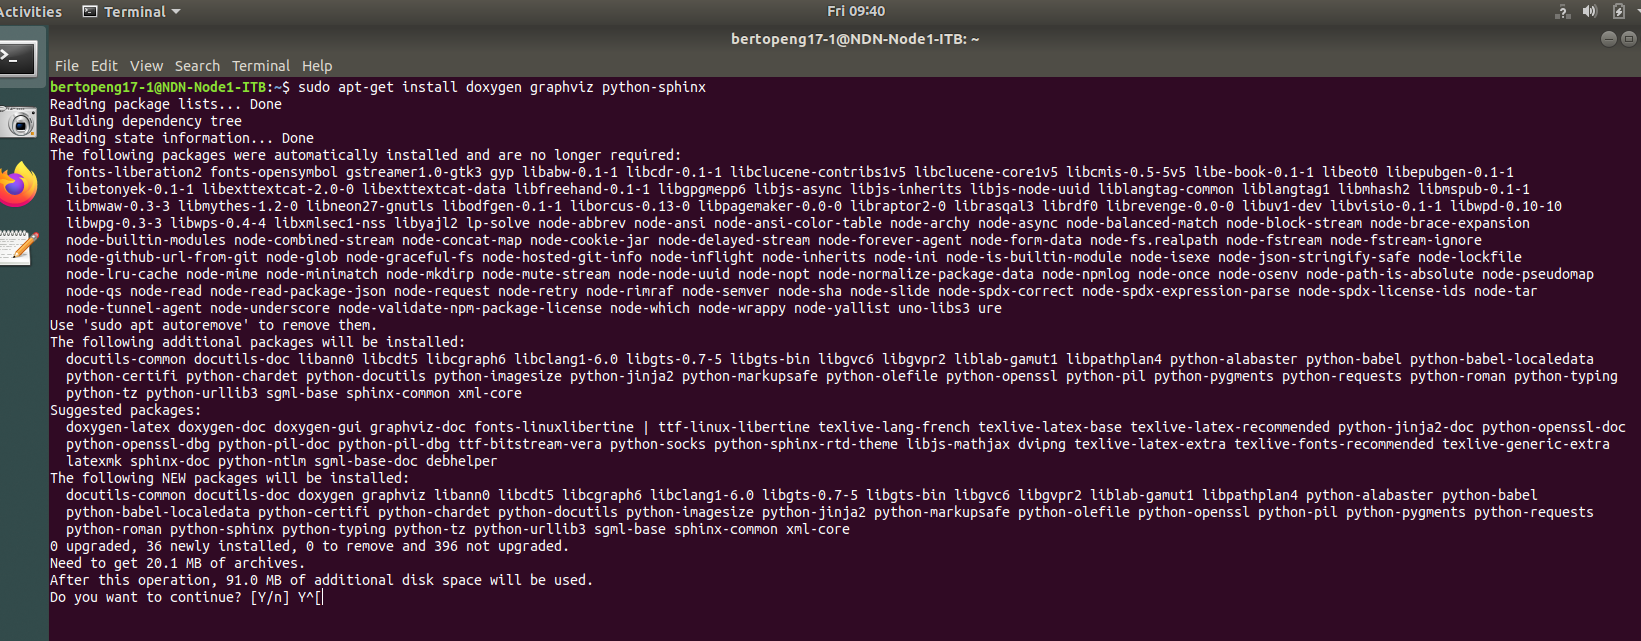 Activities
Terminal
Fri 09:40
bertopeng17-1@NDN-Node1-ITB: ~
File Edit View Search Terminal Help
bertopeng17-1@NDN-Node1-ITB:~$ sudo apt-get install doxygen graphviz python-sphinx
Reading package lists... Done
Building dependency tree
Reading state information... Done
The following packages were automatically installed and are no longer required:
fonts-liberation2 fonts-opensymbol gstreamer1.0-gtk3 gyp libabw-0.1-1 libcdr-0.1-1 libclucene-contribs1v5 libclucene-core1v5 libcmis-0.5-5v5 libe-book-0.1-1 libeot0 libepubgen-0.1-1
libetonyek-0.1-1 libexttextcat-2.0-0 libexttextcat-data libfreehand-0.1-1 libgpgmepp6 libjs-async libjs-inherits libjs-node-uuid liblangtag-common liblangtag1 libmhash2 libmspub-0.1-1
libmwaw-0.3-3 libmythes-1.2-0 libneon27-gnutls libodfgen-0.1-1 liborcus-0.13-0 libpagemaker-0.0-0 libraptor2-0 librasqal3 librdf0 librevenge-0.0-0 libuv1-dev libvisio-0.1-1 libwpd-0.10-10
libwpg-0.3-3 libwps-0.4-4 libxmlsec1-nss libyajl2 lp-solve node-abbrev node-ansi node-ansi-color-table node-archy node-async node-balanced-match node-block-stream node-brace-expansion
node-builtin-modules node-combined-stream node-concat-map node-cookie-jar node-delayed-stream node-forever-agent node-form-data node-fs.realpath node-fstream node-fstream-ignore
node-github-url-from-git node-glob node-graceful-fs node-hosted-git-info node-inflight node-inherits node-ini node-is-builtin-module node-isexe node-json-stringify-safe node-lockfile
node-lru-cache node-mime node-minimatch node-mkdirp node-mute-stream node-node-uuid node-nopt node-normalize-package-data node-npmlog node-once node-osenv node-path-is-absolute node-pseudomap
node-qs node-read node-read-package-json node-request node-retry node-rimraf node-semver node-sha node-slide node-spdx-correct node-spdx-expression-parse node-spdx-license-ids node-tar
node-tunnel-agent node-underscore node-validate-npm-package-license node-which node-wrappy node-yallist uno-libs3 ure
Use 'sudo apt autoremove' to remove them.
The following additional packages will be installed:
docutils-common docutils-doc libann0 libcdt5 libcgraph6 libclang1-6.0 libgts-0.7-5 libgts-bin libgvc6 libgvpr2 liblab-gamut1 libpathplan4 python-alabaster python-babel python-babel-localedata
python-certifi python-chardet python-docutils python-imagesize python-jinja2 python-markupsafe python-olefile python-openssl python-pil python-pygments python-requests python-roman python-typing
python-tz python-urllib3 sgml-base sphinx-common xml-core
Suggested packages:
doxygen-latex doxygen-doc doxygen-gui graphviz-doc fonts-linuxlibertine | ttf-linux-libertine texlive-lang-french texlive-latex-base texlive-latex-recommended python-jinja2-doc python-openssl-doc
python-openssl-dbg python-pil-doc python-pil-dbg ttf-bitstream-vera python-socks python-sphinx-rtd-theme libjs-mathjax dvipng texlive-latex-extra texlive-fonts-recommended texlive-generic-extra
latexmk sphinx-doc python-ntlm sgml-base-doc debhelper
The following NEW packages will be installed:
docutils-common docutils-doc doxygen graphviz libann0 libcdt5 libcgraph6 libclang1-6.0 libgts-0.7-5 libgts-bin libgvc6 libgvpr2 liblab-gamut1 libpathplan4 python-alabaster python-babel
python-babel-localedata python-certifi python-chardet python-docutils python-imagesize python-jinja2 python-markupsafe python-olefile python-openssl python-pil python-pygments python-requests
python-roman python-sphinx python-typing python-tz python-urllib3 sgml-base sphinx-common xml-core
0 upgraded, 36 newly installed, 0 to remove and 396 not upgraded.
Need to get 20.1 MB of archives.
After this operation, 91.0 MB of additional disk space will be used.
Do you want to continue? [Y/n] Y^[